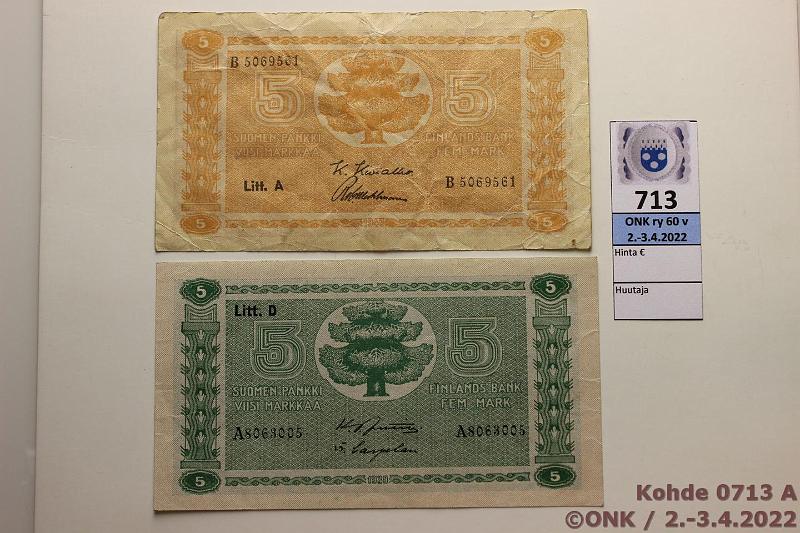 5 5
B 5069561
5 5
SUOMEN PANKKI FINLANDS BANK
VIISI MARKKAA FEM MARK
Litt. A
B 5069561
5 5
5 5
Litt. D
5 5
SUOMEN PANKKI FINLANDS BANK
VIISI MARKKAA FEM MARK
A8063005 A8063005
5 5
713
ONK ry 60 v
2.-3.4.2022
Hinta €
Huutaja
Kohde 0713 A
©ONK / 2.-3.4.2022